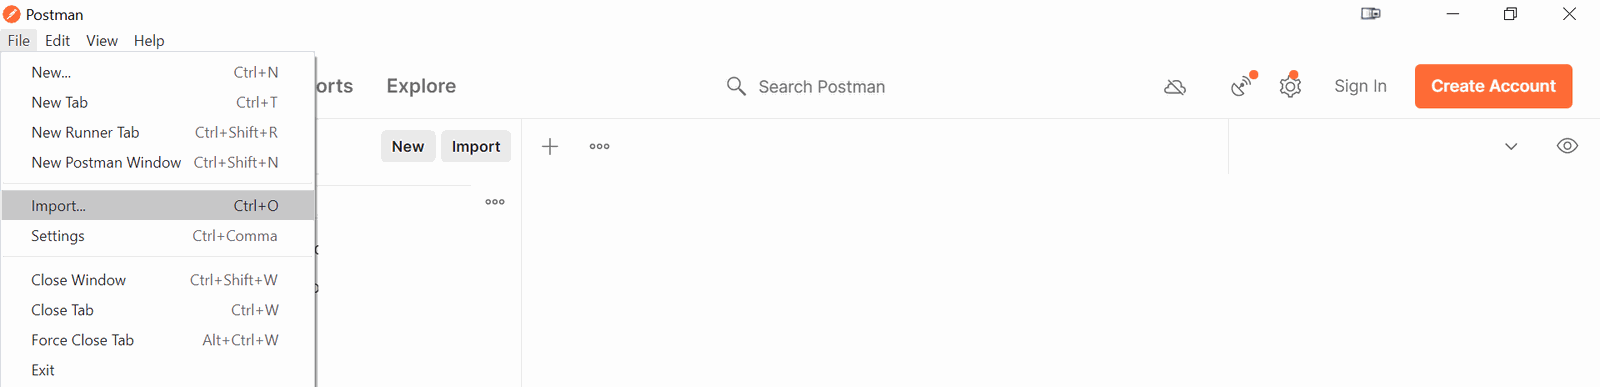 Postman
File Edit View Help
New... Ctrl+N
New Tab Ctrl+T
New Runner Tab Ctrl+Shift+R
New Postman Window Ctrl+Shift+N
Import... Ctrl+O
Settings Ctrl+Comma
Close Window Ctrl+Shift+W
Close Tab Ctrl+W
Force Close Tab Alt+Ctrl+W
Exit
orts Explore Search Postman Sign In Create Account
New Import